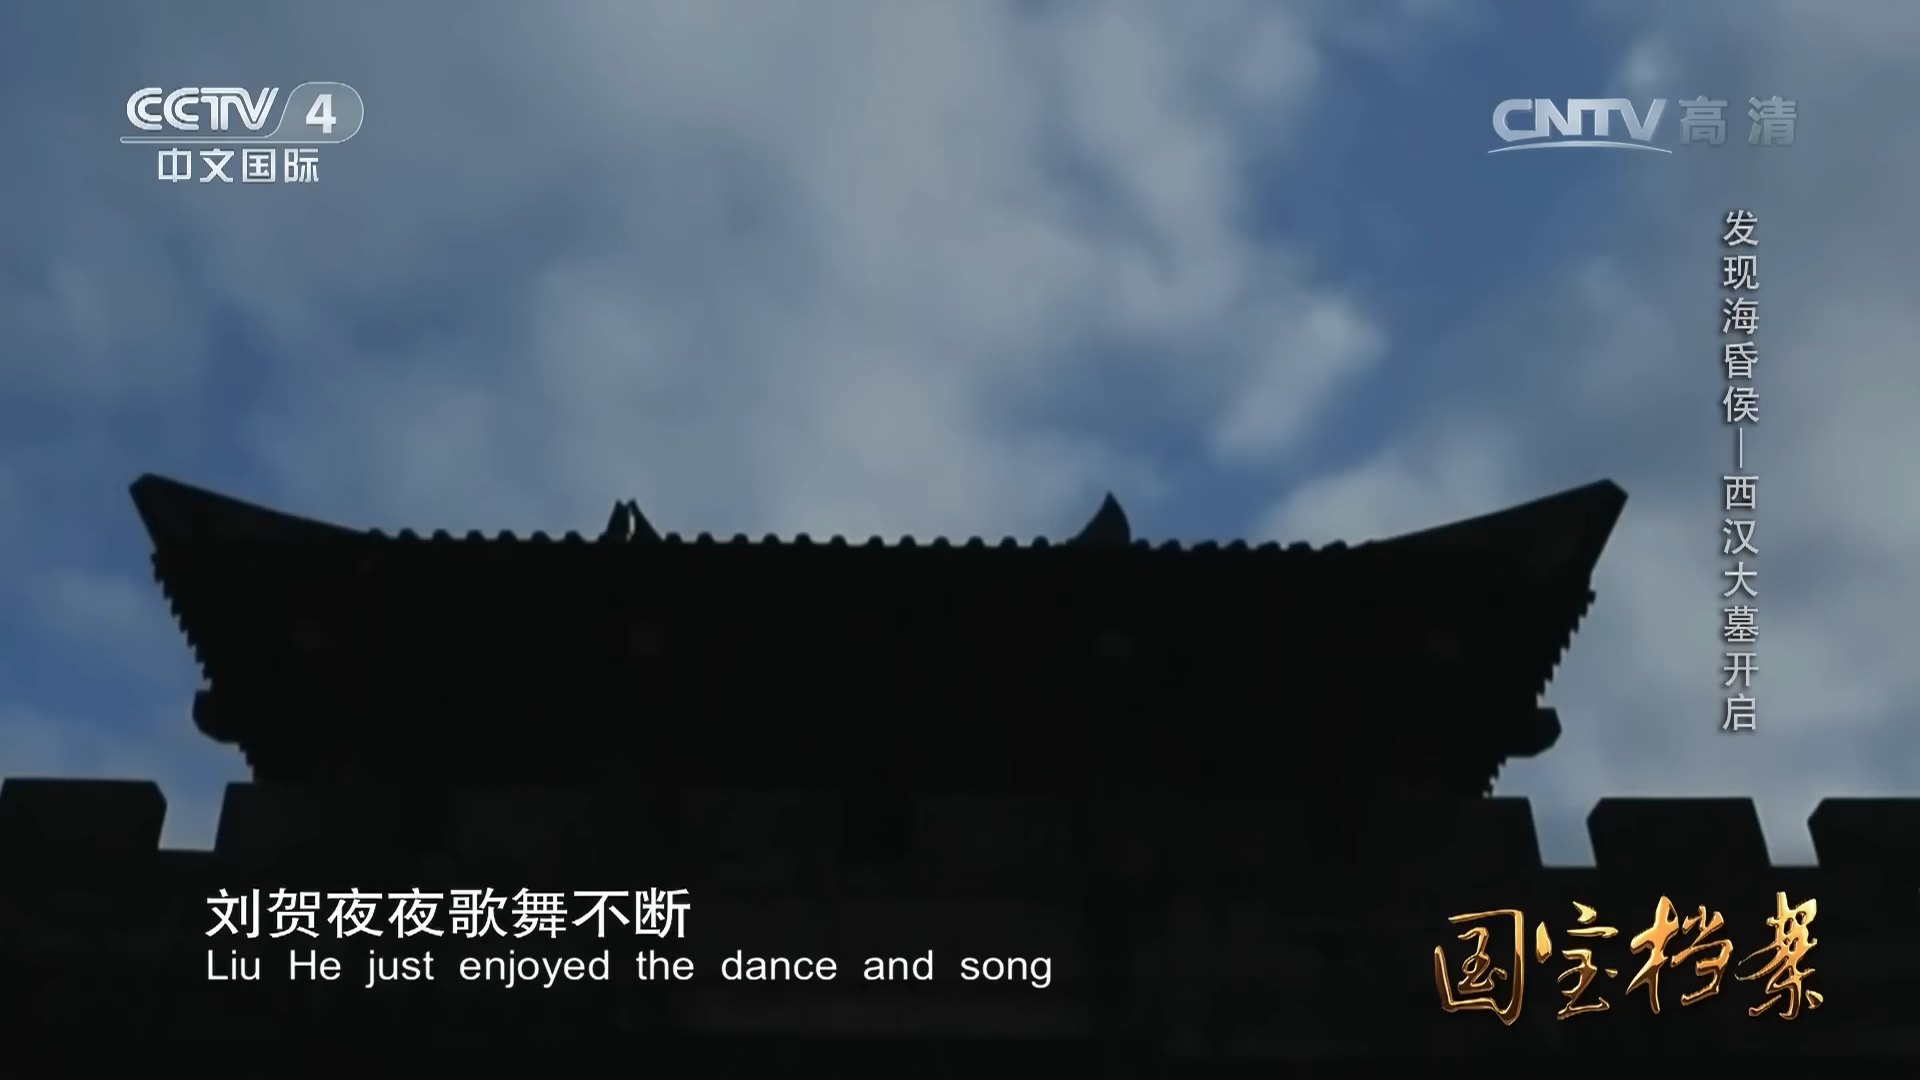 CCTV 4
中文国际
CNTV 高清
发现海昏侯—西汉大墓开启
刘贺夜夜歌舞不断
Liu He just enjoyed the dance and song
国宝档案